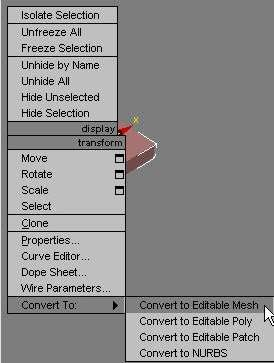 Isolate Selection
Unfreeze All
Freeze Selection
Unhide by Name
Unhide All
Hide Unselected
Hide Selection
display
x
transform
Move
Rotate
Scale
Select
Clone
Properties...
Curve Editor...
Dope Sheet...
Wire Parameters...
Convert To:
Convert to Editable Mesh
Convert to Editable Poly
Convert to Editable Patch
Convert to NURBS